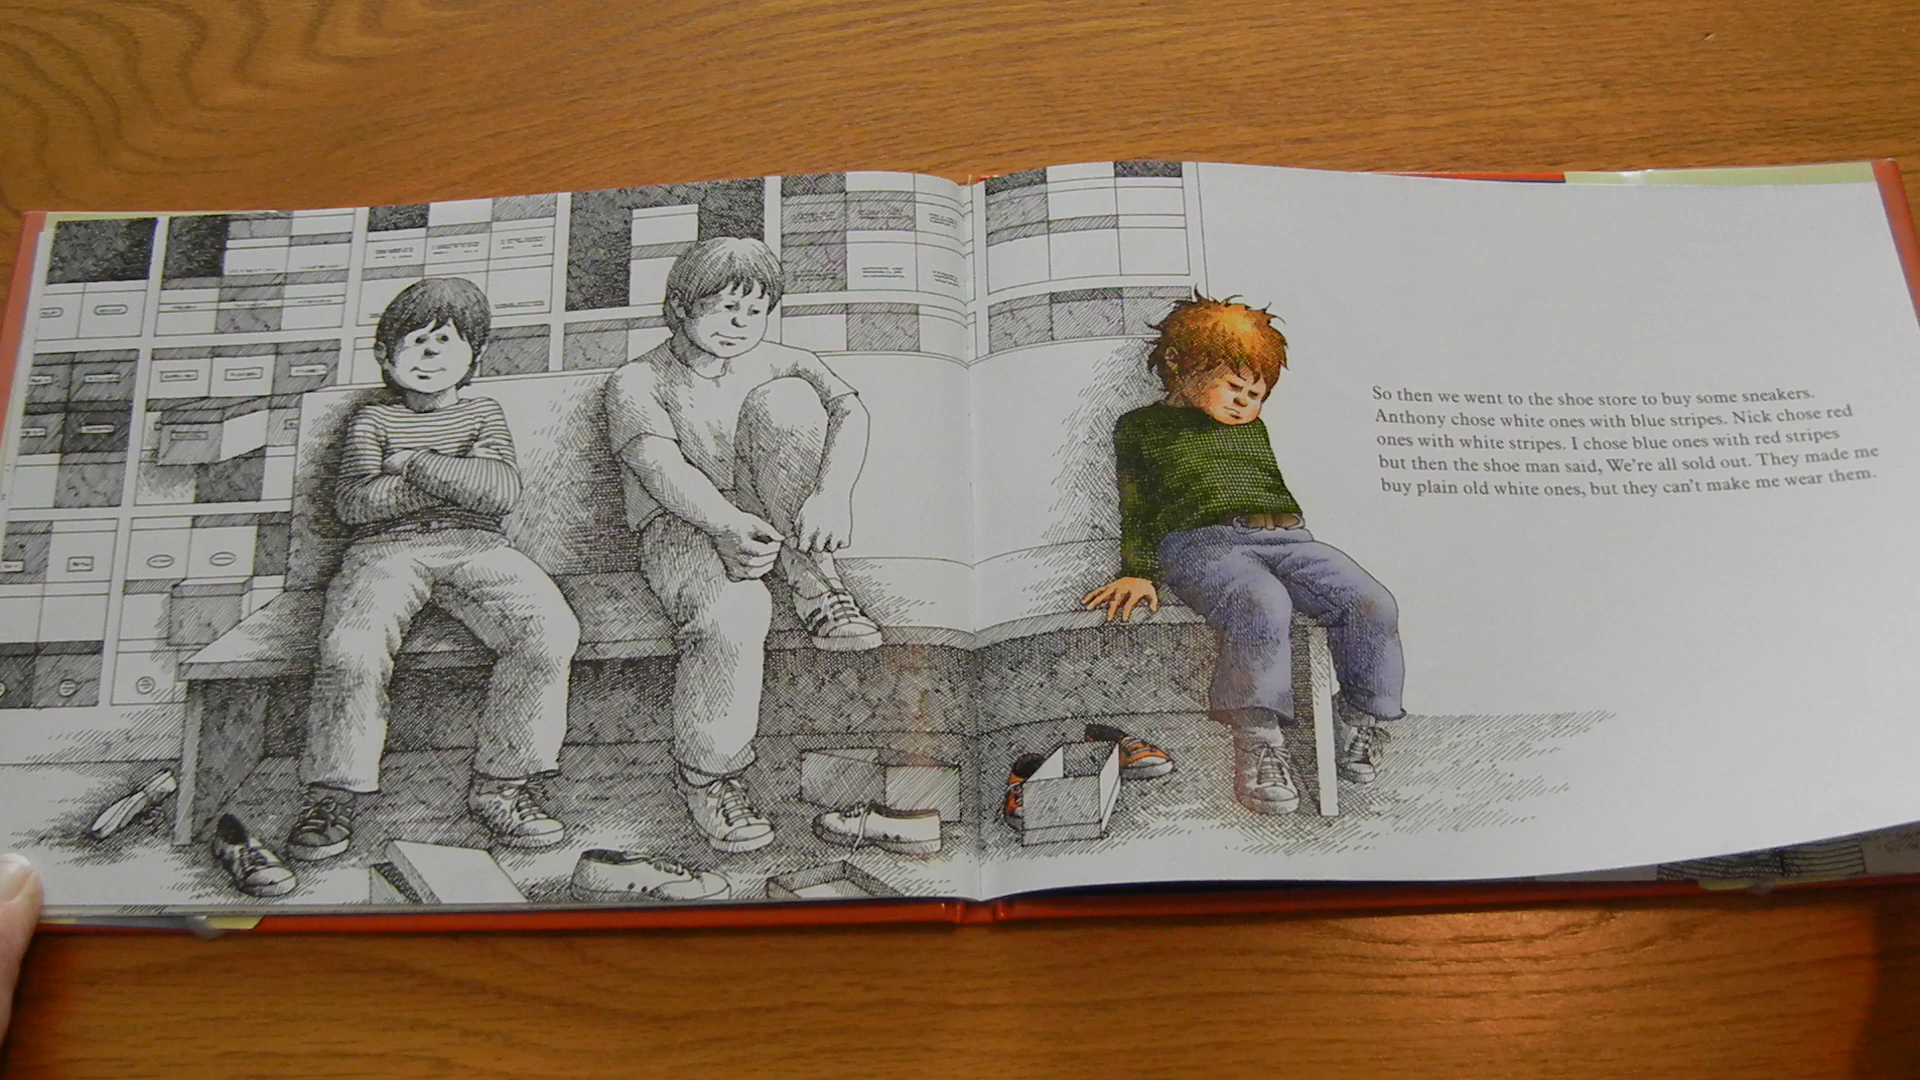 So then we went to the shoe store to buy some sneakers.
Anthony chose white ones with blue stripes. Nick chose red
ones with white stripes. I chose blue ones with red stripes
but then the shoe man said, We're all sold out. They made me
buy plain old white ones, but they can't make me wear them.